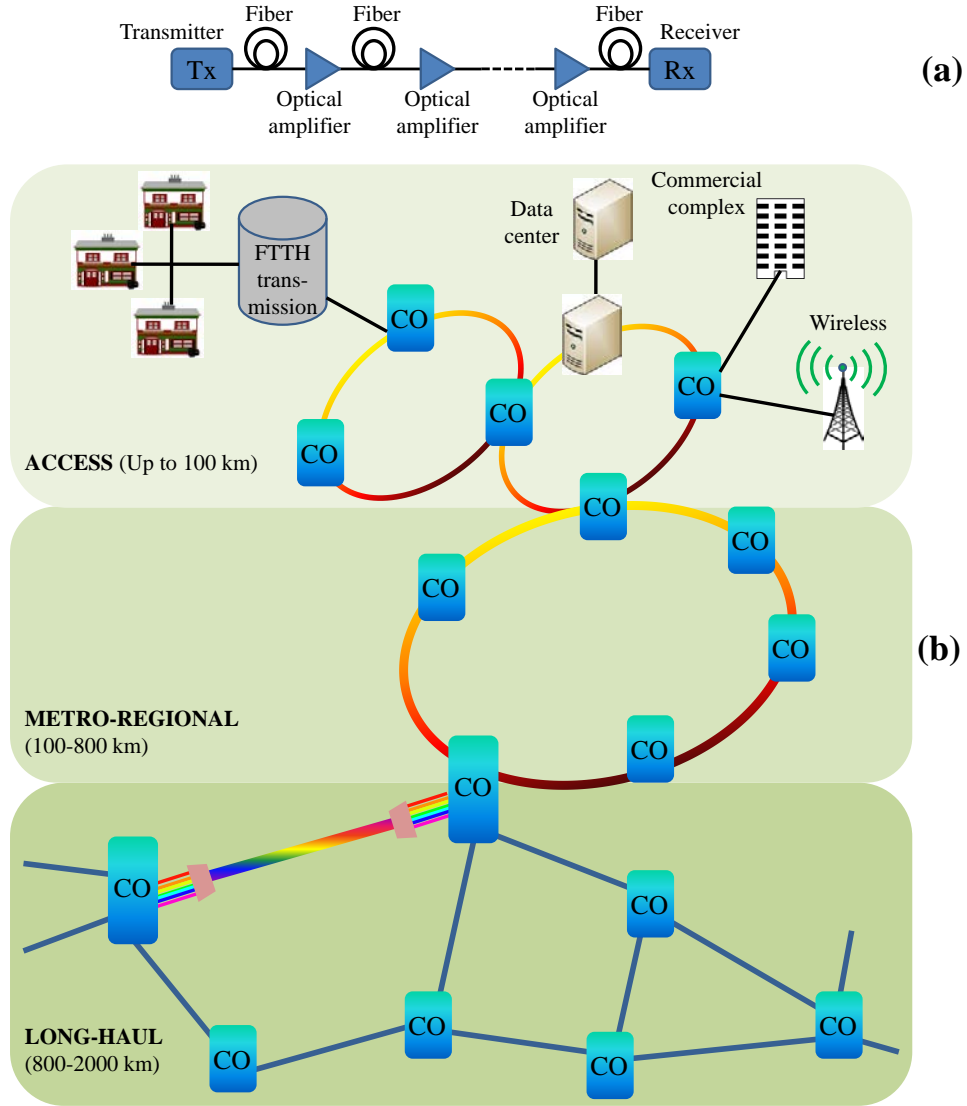 Fiber
Fiber
Fiber
Transmitter
Receiver
Tx
Rx
(a)
Optical
amplifier
Optical
amplifier
Optical
amplifier
Commercial
complex
Data
center
FTTH
trans-
mission
Wireless
CO
CO
CO
CO
ACCESS (Up to 100 km)
CO
CO
CO
CO
(b)
METRO-REGIONAL
(100-800 km)
CO
CO
CO
CO
CO
CO
CO
LONG-HAUL
(800-2000 km)
CO
CO